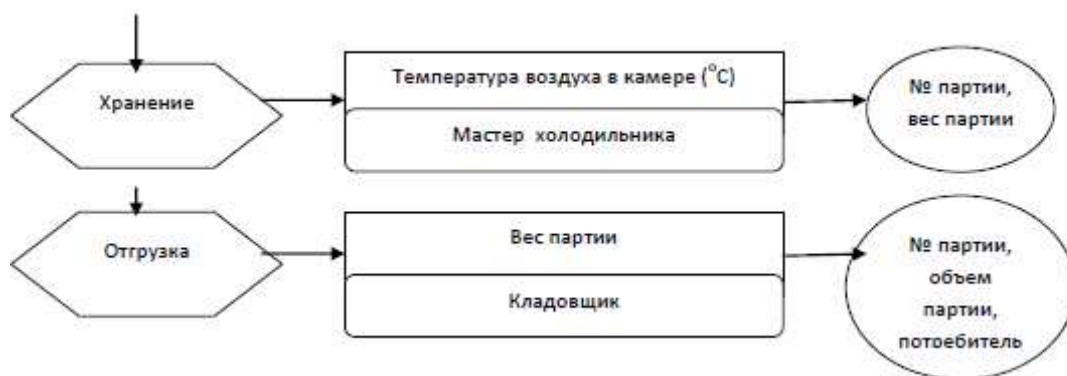 Хранение
Температура воздуха в камере (°С)
Мастер холодильника
№ партии,
вес партии
Отгрузка
Вес партии
Кладовщик
№ партии,
объем
партии,
потребитель